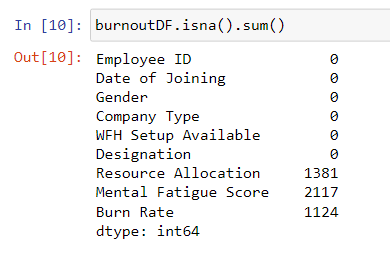 In [10]: burnoutDF.isna().sum()
Out[10]: Employee ID 0
Date of Joining 0
Gender 0
Company Type 0
WFH Setup Available 0
Designation 0
Resource Allocation 1381
Mental Fatigue Score 2117
Burn Rate 1124
dtype: int64